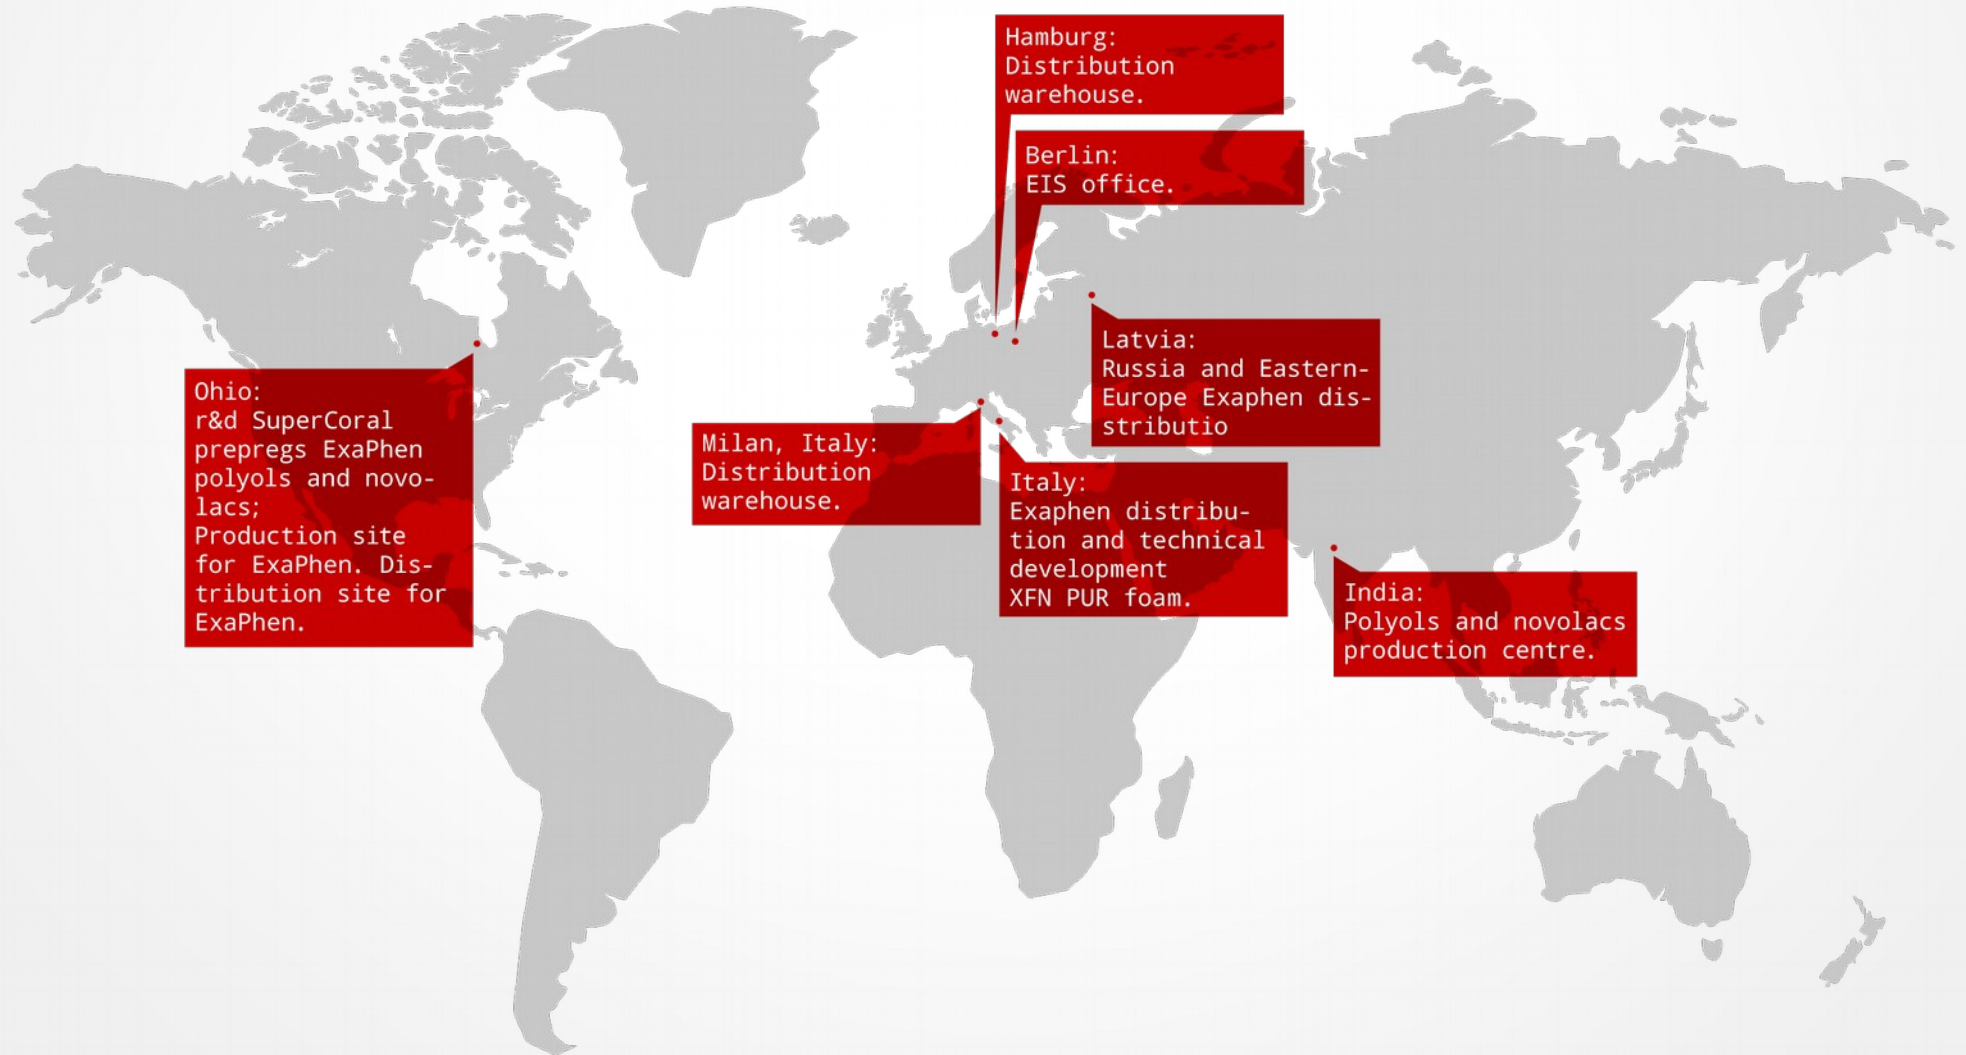 Hamburg:
Distribution
warehouse.
Berlin:
EIS office.
Latvia:
Russia and Eastern-
Europe Exaphen dis-
stributio
Ohio:
r&d SuperCoral
prepregs ExaPhen
polyols and novo-
lacs;
Production site
for ExaPhen. Dis-
tribution site for
ExaPhen.
Milan, Italy:
Distribution
warehouse.
Italy:
Exaphen distribu-
tion and technical
development
XFN PUR foam.
India:
Polyols and novolacs
production centre.